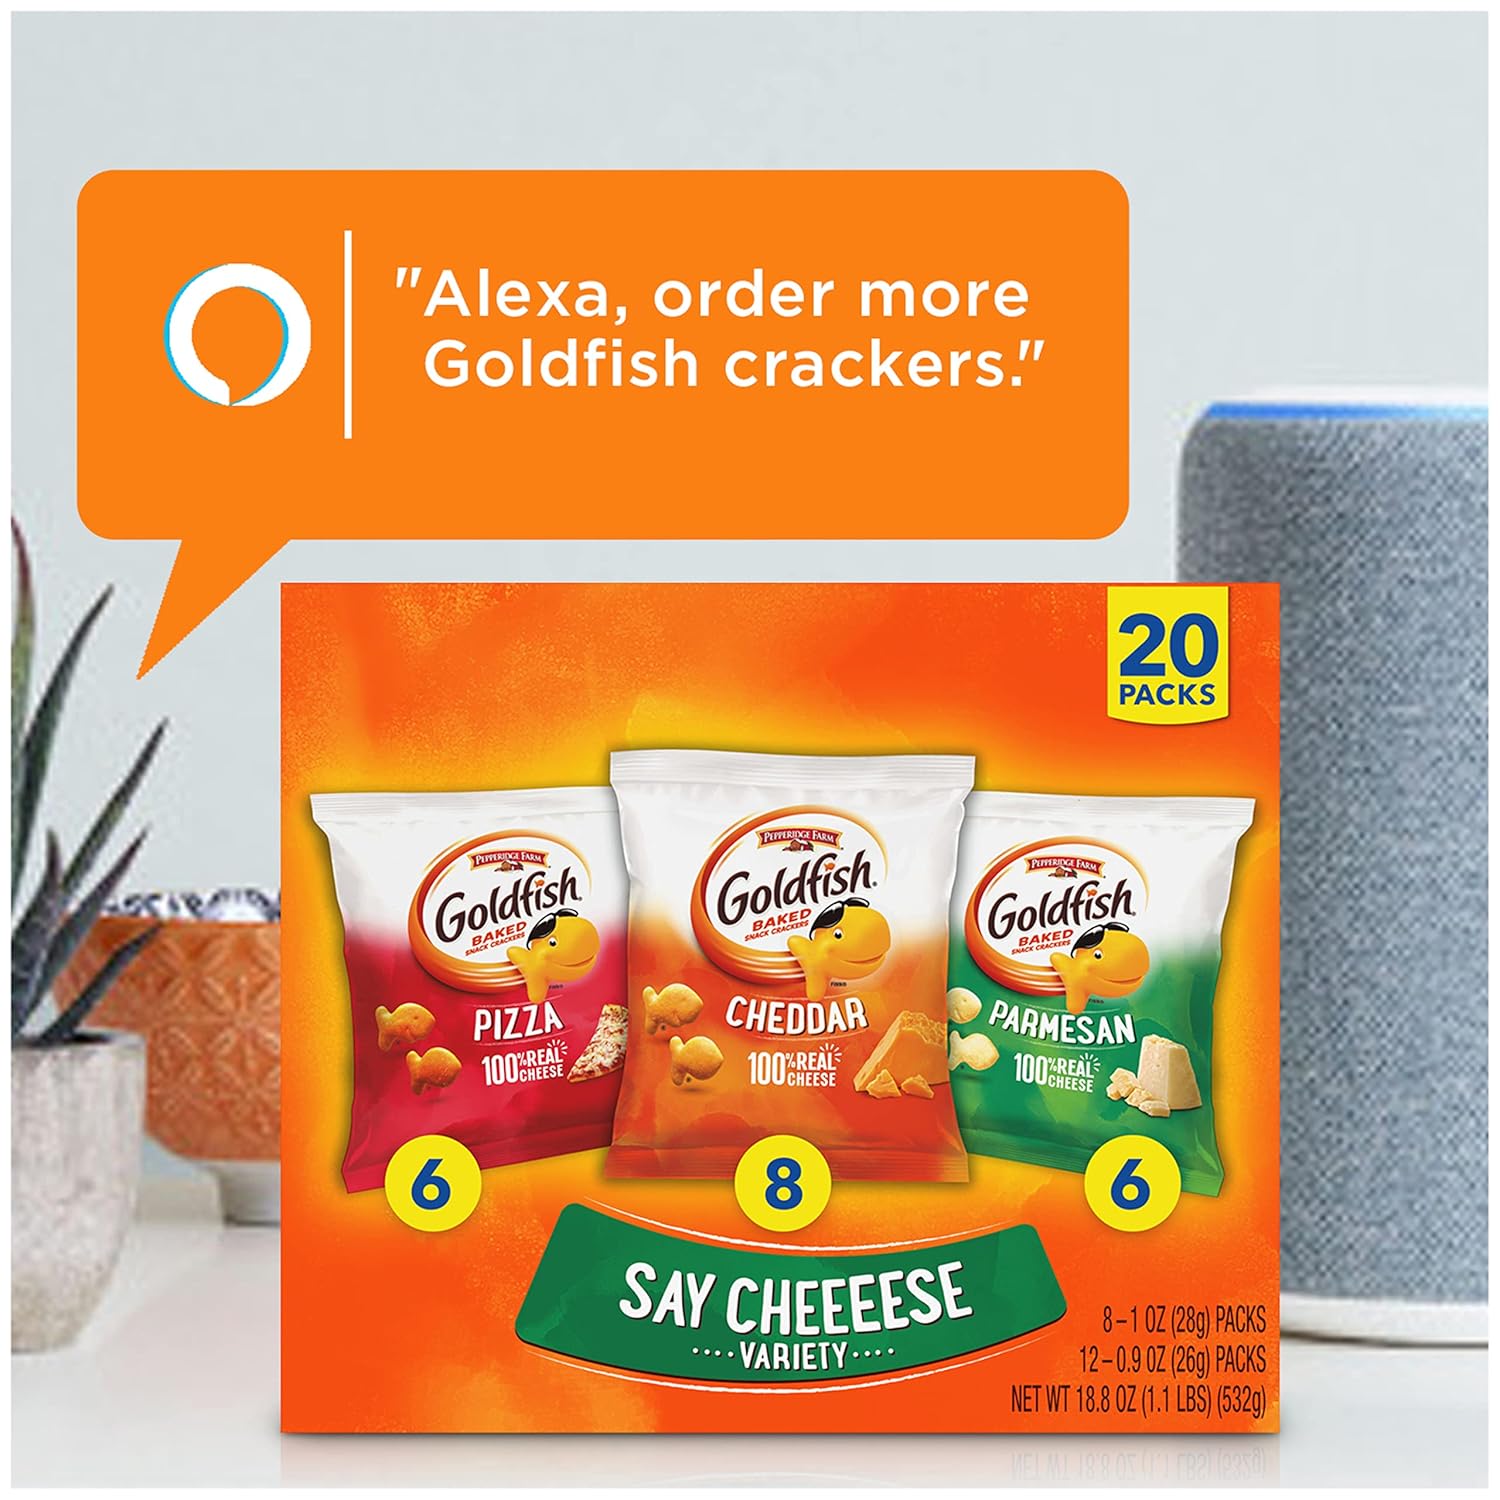 "Alexa, order more
Goldfish crackers."
20
PACKS
PEPPERIDGE FARM
Goldfish®
BAKED
SNACK CRACKERS
PIZZA
100% REAL
CHEESE
6
PEPPERIDGE FARM
Goldfish®
BAKED
SNACK CRACKERS
CHEDDAR
100% REAL
CHEESE
8
PEPPERIDGE FARM
Goldfish®
BAKED
SNACK CRACKERS
PARMESAN
100% REAL
CHEESE
6
SAY CHEEEESE
....VARIETY....
8–1 OZ (28g) PACKS
12–0.9 OZ (26g) PACKS
NET WT 18.8 OZ (1.1 LBS) (532g)